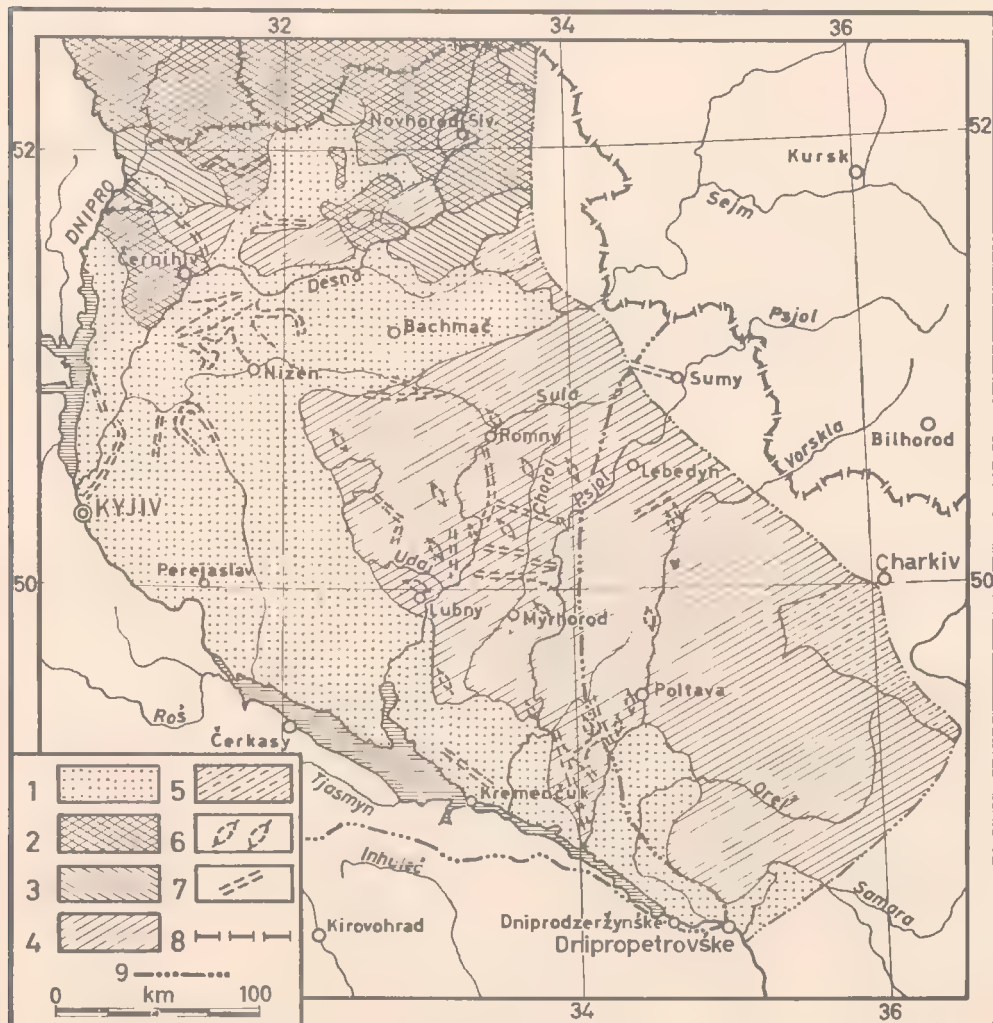 32 34 36
Novhorod Siv.
52 52
Kursk
Sejm
DNIPRO
Černihiv
Desna
Psjol
Bachmač
Nižen
Sumy
Sula
Vorskla
Bilhorod
Romny
Chorol
Lebedyn
Psjol
KYJIV
Udaj
Charkiv
50 50
Perejaslav
Lubny
Myrhorod
Poltava
Roś
Čerkasy
Tjasmyn
Kremenčuk
Orel'
Inhuleč
Samara
Kirovohrad
Dniprodzeržynśke
Dnipropetrovśke
1 5
2 6
3 7
4 8
9
0 km 100
34 36